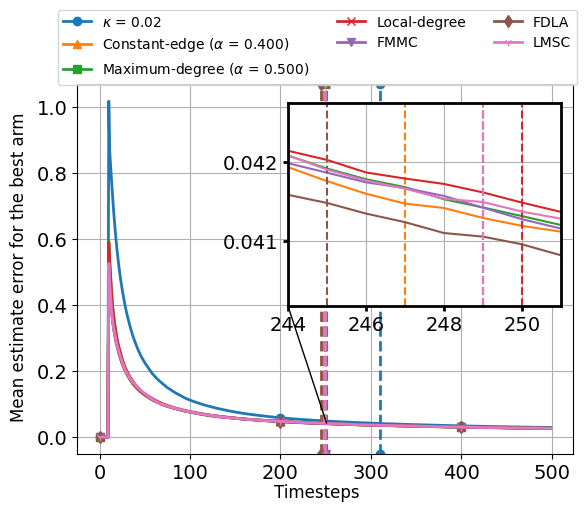 κ = 0.02
Constant-edge (α = 0.400)
Maximum-degree (α = 0.500)
Local-degree
FMMC
FDLA
LMSC
Mean estimate error for the best arm
1.0
0.8
0.6
0.4
0.2
0.0
0.042
0.041
244 246 248 250
0 100 200 300 400 500
Timesteps